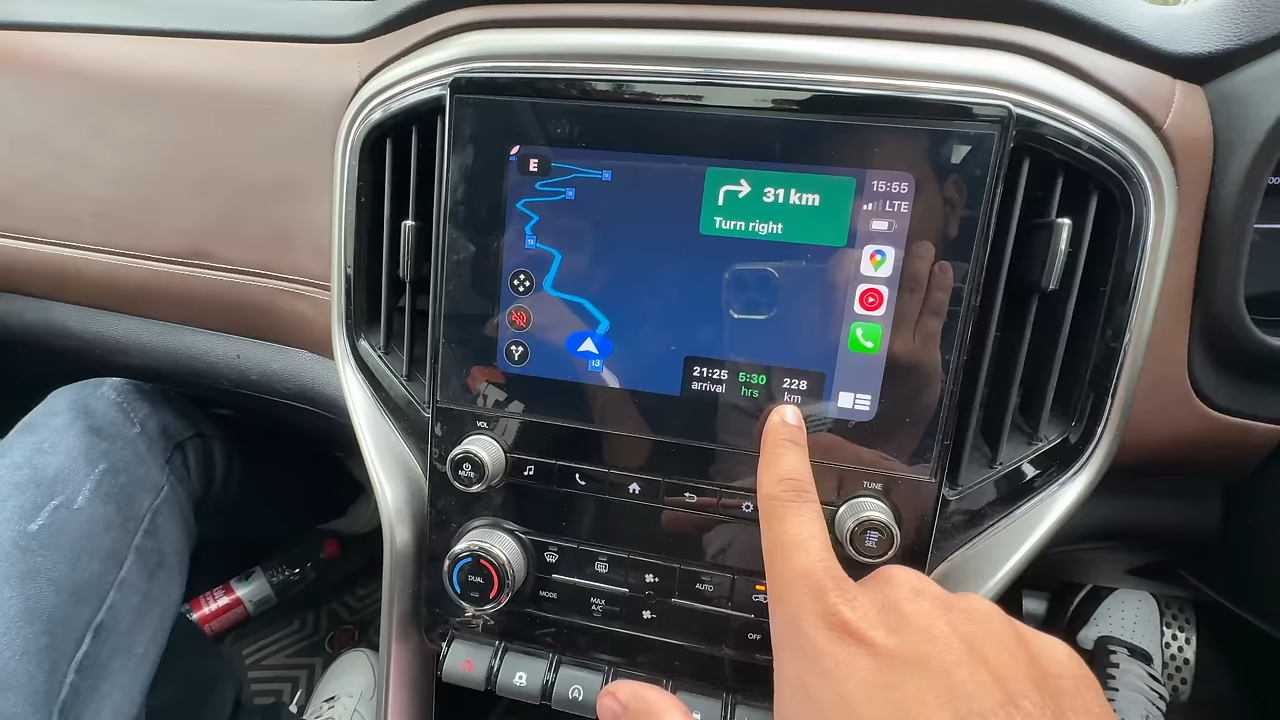 E
31 km
Turn right
15:55
LTE
13
21:25
arrival
5:30
hrs
228
km
VOL
MUTE
TUNE
SEL
DUAL
MODE
MAX
A/C
AUTO
OFF
A